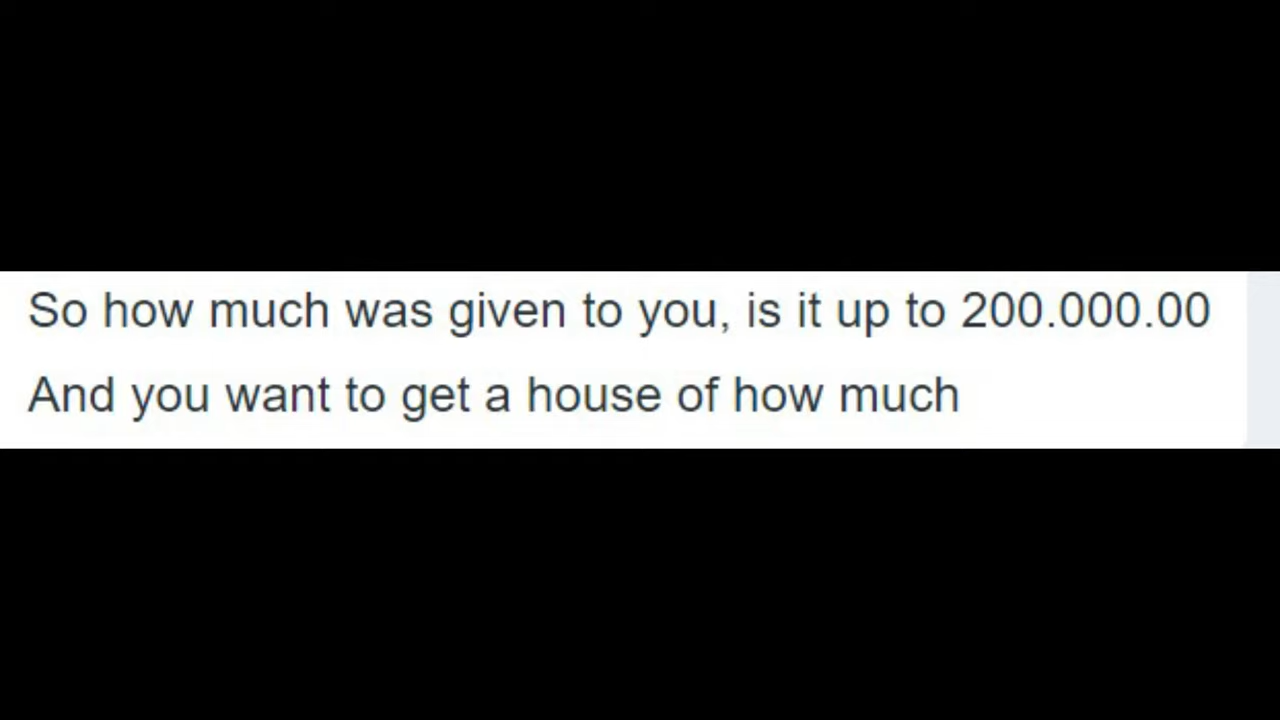 So how much was given to you, is it up to 200.000.00
And you want to get a house of how much